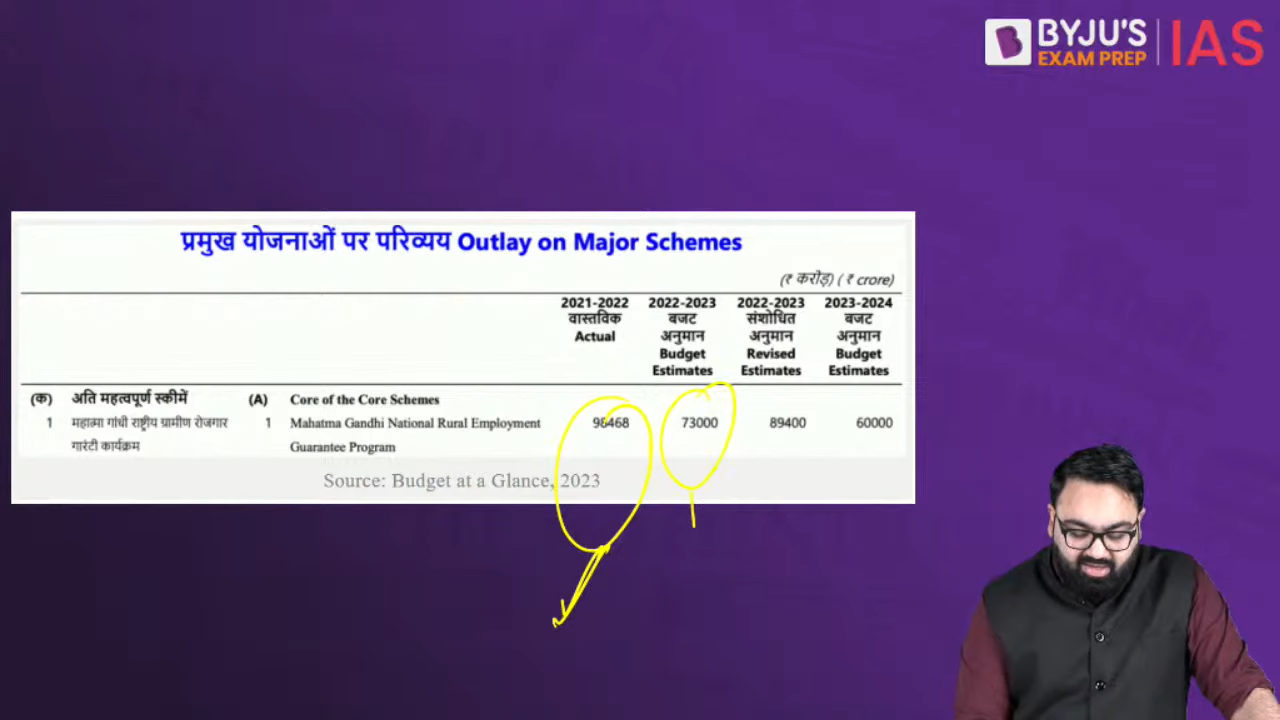 BYJU'S
EXAM PREP
IAS
प्रमुख योजनाओं पर परिव्यय Outlay on Major Schemes
(₹ करोड़) ( ₹ crore)
2021-2022 2022-2023 2022-2023 2023-2024
वास्तविक बजट संशोधित बजट
Actual अनुमान अनुमान अनुमान
Budget Revised Budget
Estimates Estimates Estimates
(क) अति महत्वपूर्ण स्कीमें (A) Core of the Core Schemes
1 महात्मा गांधी राष्ट्रीय ग्रामीण रोजगार 1 Mahatma Gandhi National Rural Employment 98468 73000 89400 60000
गारंटी कार्यक्रम Guarantee Program
Source: Budget at a Glance, 2023